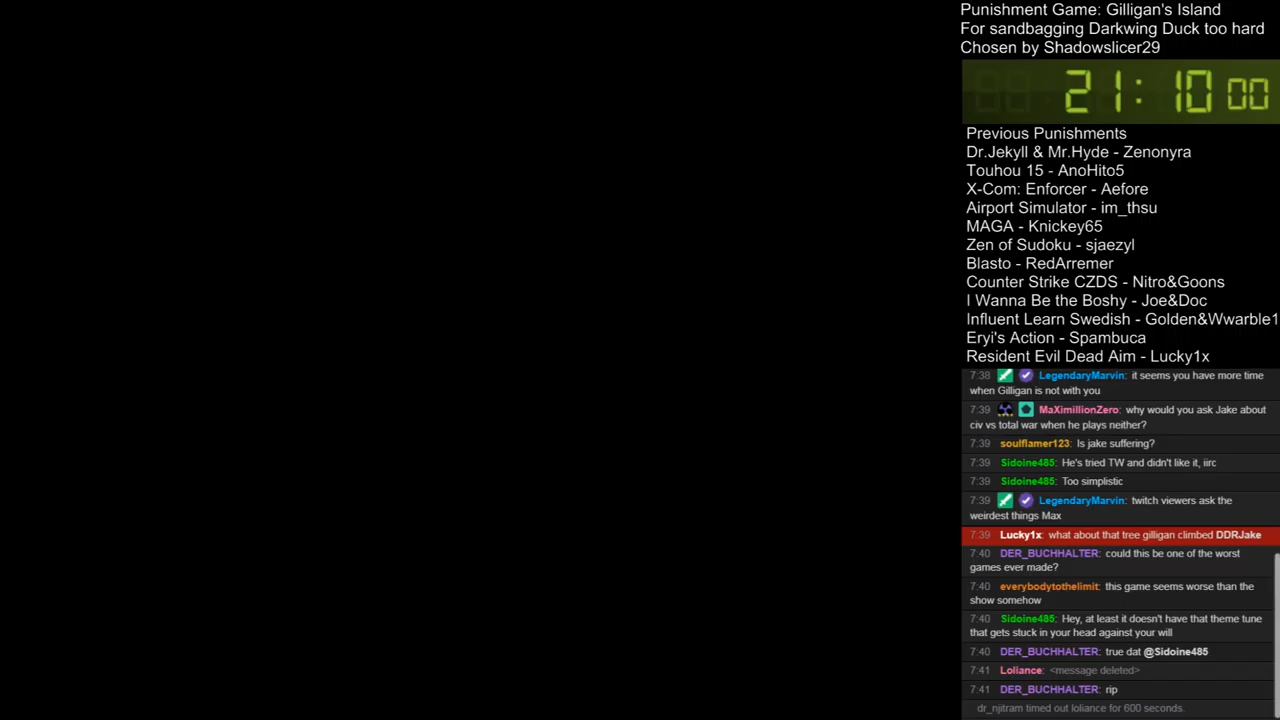 Punishment Game: Gilligan's Island
For sandbagging Darkwing Duck too hard
Chosen by Shadowslicer29
21:10 00
Previous Punishments
Dr.Jekyll & Mr.Hyde - Zenonyra
Touhou 15 - AnoHito5
X-Com: Enforcer - Aefore
Airport Simulator - im_thsu
MAGA - Knickey65
Zen of Sudoku - sjaezyl
Blasto - RedArremer
Counter Strike CZDS - Nitro&Goons
I Wanna Be the Boshy - Joe&Doc
Influent Learn Swedish - Golden&Wwarble1
Eryi's Action - Spambuca
Resident Evil Dead Aim - Lucky1x
7:38 LegendaryMarvin: it seems you have more time
when Gilligan is not with you
7:39 MaXimillionZero: why would you ask Jake about
civ vs total war when he plays neither?
7:39 soulflamer123: Is jake suffering?
7:39 Sidoine485: He's tried TW and didn't like it, iirc
7:39 Sidoine485: Too simplistic
7:39 LegendaryMarvin: twitch viewers ask the
weirdest things Max
7:39 Lucky1x: what about that tree gilligan climbed DDRJake
7:40 DER_BUCHHALTER: could this be one of the worst
games ever made?
7:40 everybodytothelimit: this game seems worse than the
show somehow
7:40 Sidoine485: Hey, at least it doesn't have that theme tune
that gets stuck in your head against your will
7:40 DER_BUCHHALTER: true dat @Sidoine485
7:41 Loliance: <message deleted>
7:41 DER_BUCHHALTER: rip
dr_njitram timed out loliance for 600 seconds.